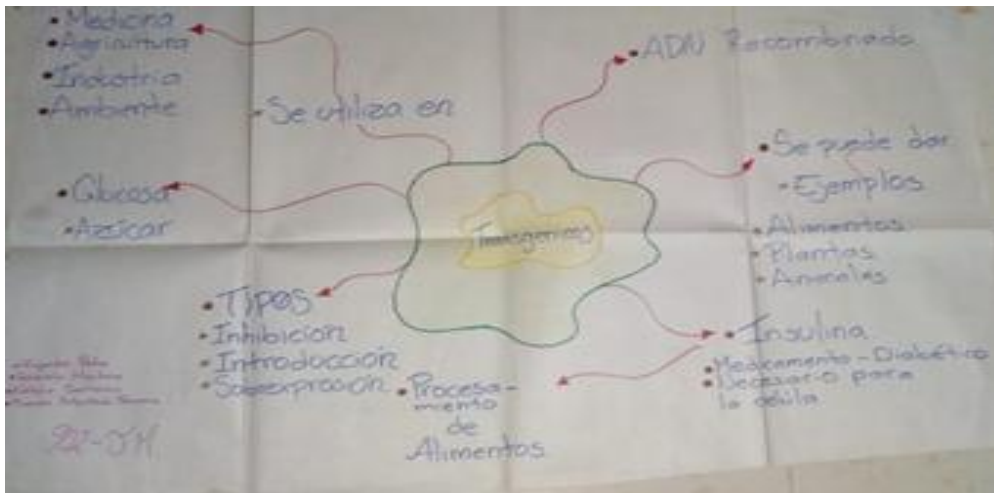 • Medicina
• Agricultura
• Industria
• Ambiente
• Se utiliza en
• ADN Recombinado
• Glucosa
• Azúcar
Transgénicos
• Se puede dar
• Ejemplos
• Alimentos
• Plantas
• Animales
• Tipos
• Inhibición
• Introducción
• Sobreexpresión
• Insulina
• Medicamento - Diabético
• Necesario para
la célula
• Procesa-
miento
de
Alimentos